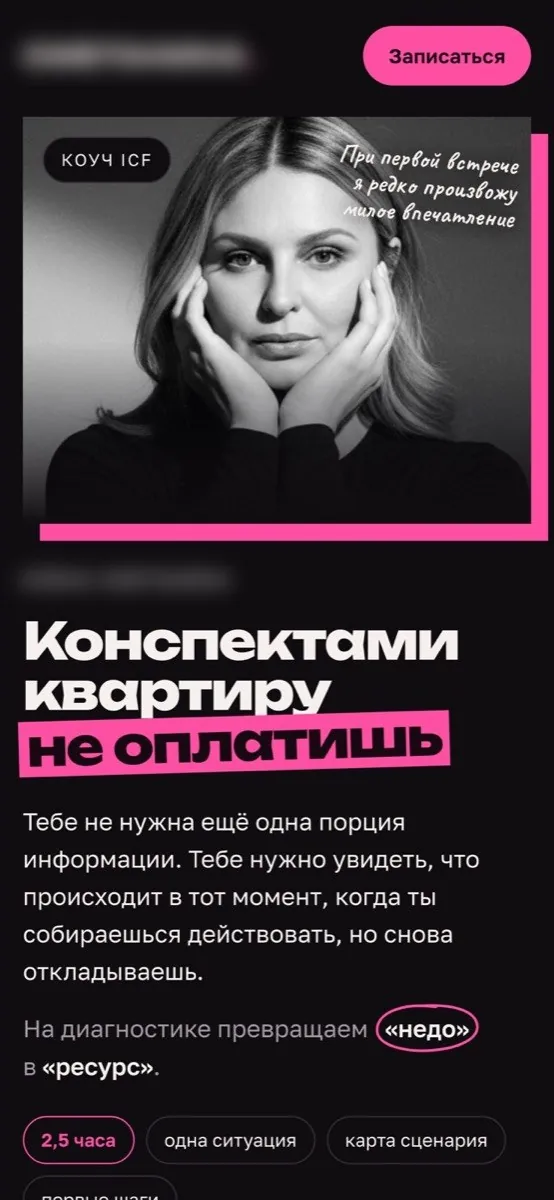 Записаться
КОУЧ ICF
При первой встрече
я редко произвожу
милое впечатление
Конспектами
квартиру
не оплатишь
Тебе не нужна ещё одна порция
информации. Тебе нужно увидеть, что
происходит в тот момент, когда ты
собираешься действовать, но снова
откладываешь.
На диагностике превращаем «недо»
в «ресурс».
2,5 часа
одна ситуация
карта сценария
первые шаги